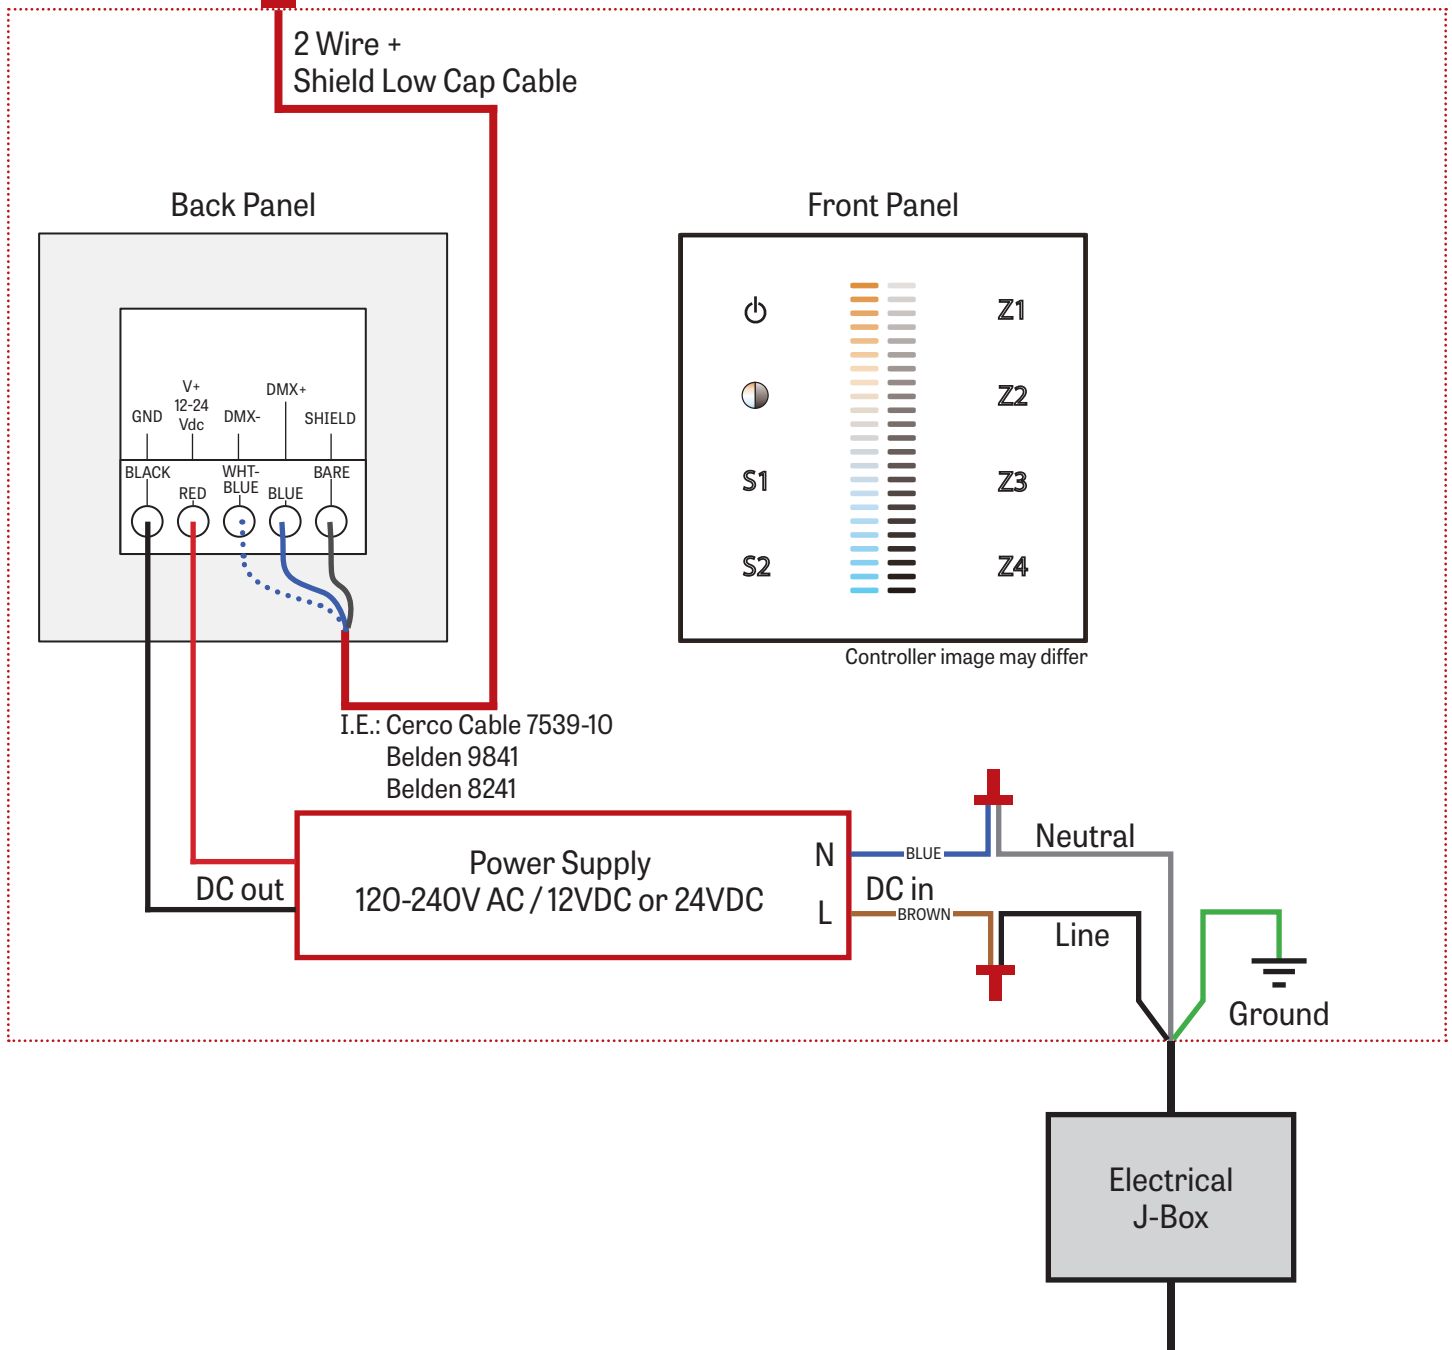 2 Wire +
Shield Low Cap Cable
Back Panel
GND
V+
12-24
Vdc
DMX-
DMX+
SHIELD
BLACK
RED
WHT-
BLUE
BLUE
BARE
Front Panel
Z1
Z2
S1
Z3
S2
Z4
Controller image may differ
I.E.: Cerco Cable 7539-10
Belden 9841
Belden 8241
DC out
Power Supply
120-240V AC / 12VDC or 24VDC
N
L
BLUE
DC in
BROWN
Neutral
Line
Ground
Electrical
J-Box